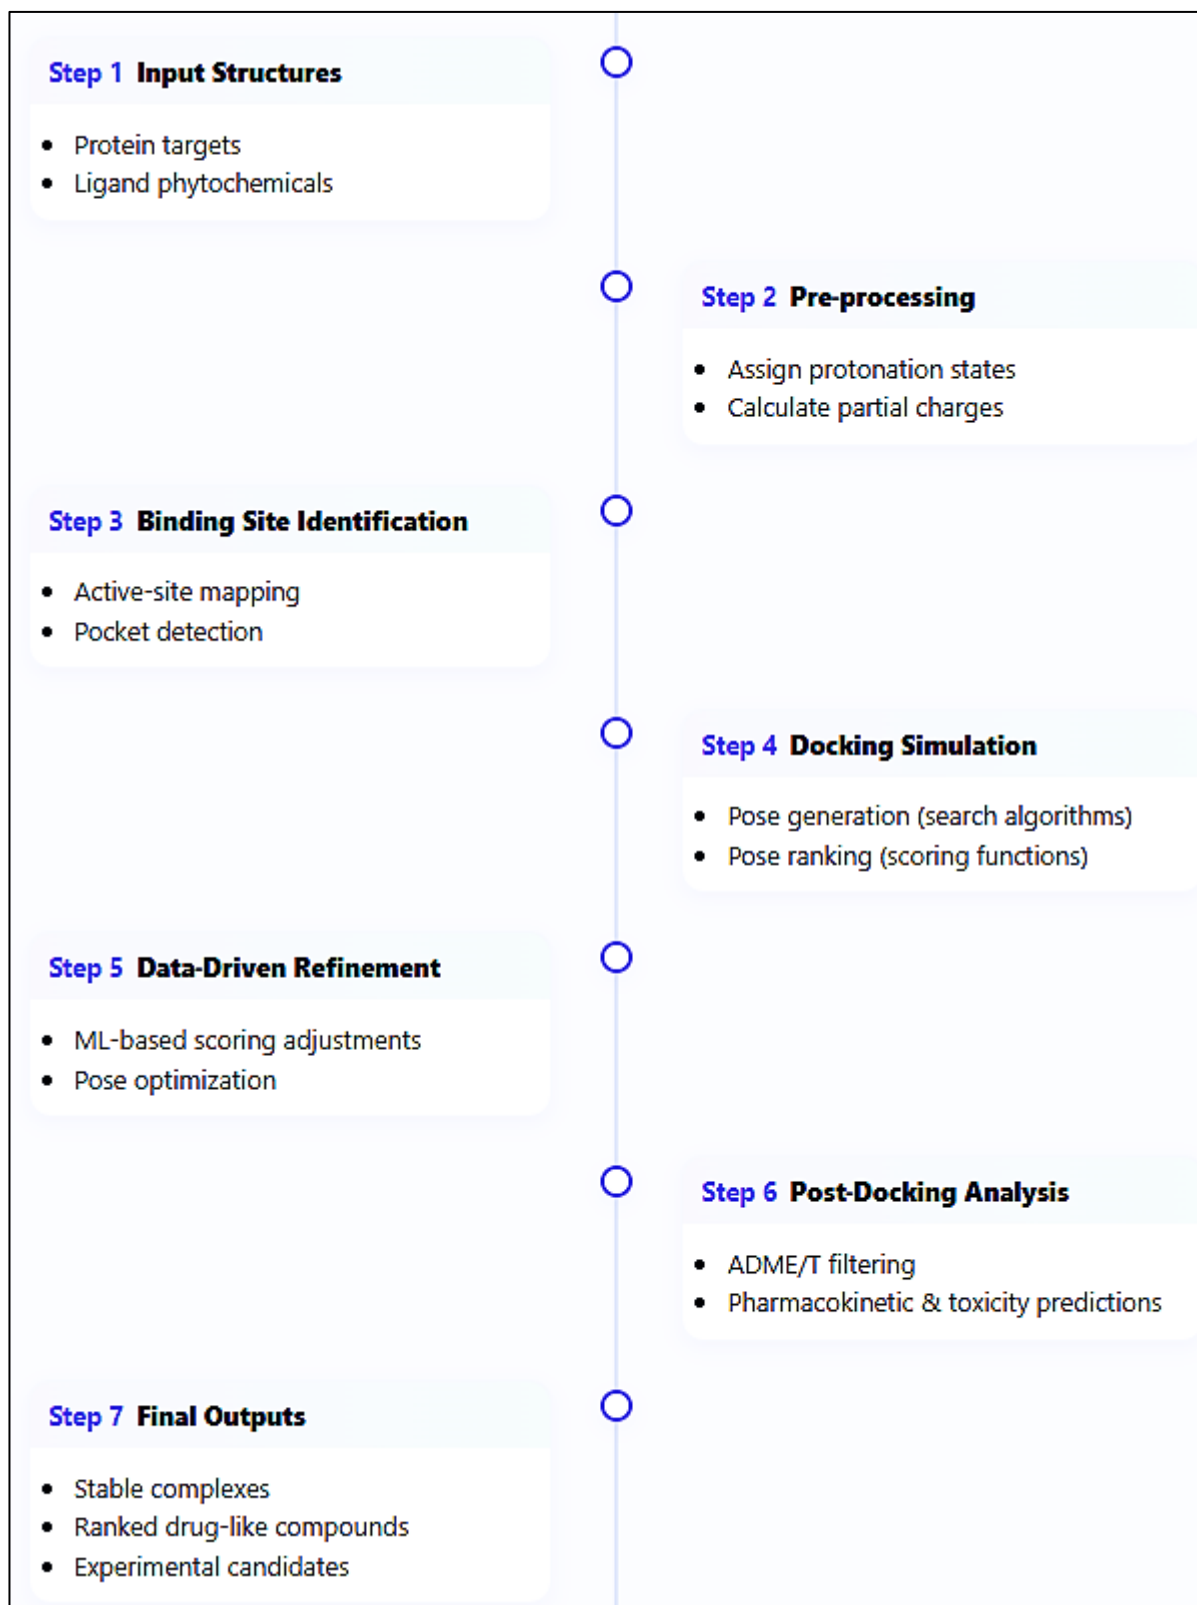 Step 1 Input Structures
• Protein targets
• Ligand phytochemicals
Step 2 Pre-processing
• Assign protonation states
• Calculate partial charges
Step 3 Binding Site Identification
• Active-site mapping
• Pocket detection
Step 4 Docking Simulation
• Pose generation (search algorithms)
• Pose ranking (scoring functions)
Step 5 Data-Driven Refinement
• ML-based scoring adjustments
• Pose optimization
Step 6 Post-Docking Analysis
• ADME/T filtering
• Pharmacokinetic & toxicity predictions
Step 7 Final Outputs
• Stable complexes
• Ranked drug-like compounds
• Experimental candidates